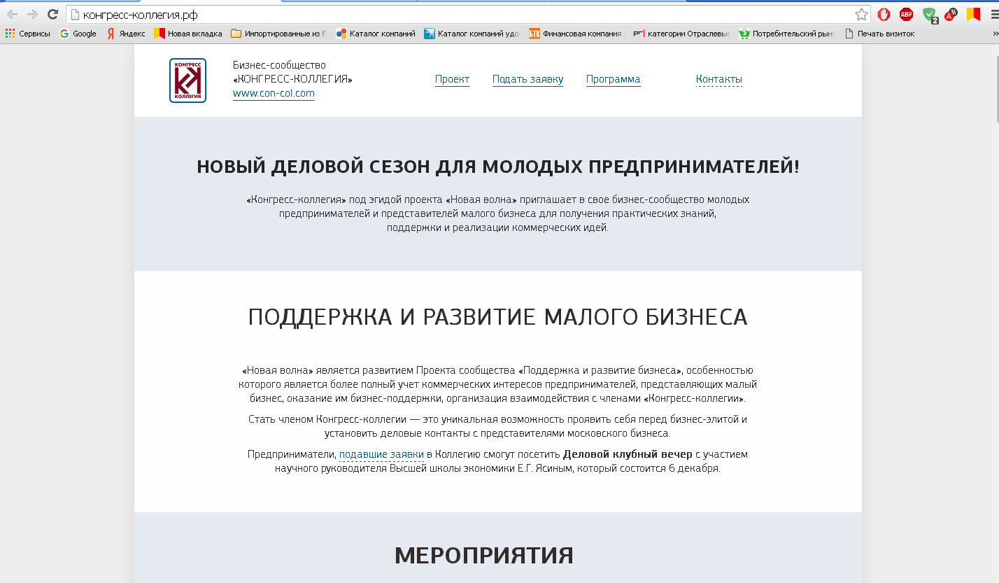 конгресс-коллегия.рф
ABP
2
Сервисы
Google
Яндекс
Новая вкладка
Импортированные из F
Каталог компаний
Каталог компаний удо
Финансовая компания
категории Отраслевые
Потребительский рын
Печать визиток
КОНГРЕСС
КОЛЛЕГИЯ
Бизнес-сообщество
«КОНГРЕСС-КОЛЛЕГИЯ»
www.con-col.com
Проект
Подать заявку
Программа
Контакты
НОВЫЙ ДЕЛОВОЙ СЕЗОН ДЛЯ МОЛОДЫХ ПРЕДПРИНИМАТЕЛЕЙ!
«Конгресс-коллегия» под эгидой проекта «Новая волна» приглашает в свое бизнес-сообщество молодых
предпринимателей и представителей малого бизнеса для получения практических знаний,
поддержки и реализации коммерческих идей.
ПОДДЕРЖКА И РАЗВИТИЕ МАЛОГО БИЗНЕСА
«Новая волна» является развитием Проекта сообщества «Поддержка и развитие бизнеса», особенностью
которого является более полный учет коммерческих интересов предпринимателей, представляющих малый
бизнес, оказание им бизнес-поддержки, организация взаимодействия с членами «Конгресс-коллегии».
Стать членом Конгресс-коллегии — это уникальная возможность проявить себя перед бизнес-элитой и
установить деловые контакты с представителями московского бизнеса.
Предприниматели, подавшие заявки в Коллегию смогут посетить Деловой клубный вечер с участием
научного руководителя Высшей школы экономики Е.Г. Ясиным, который состоится 6 декабря.
МЕРОПРИЯТИЯ